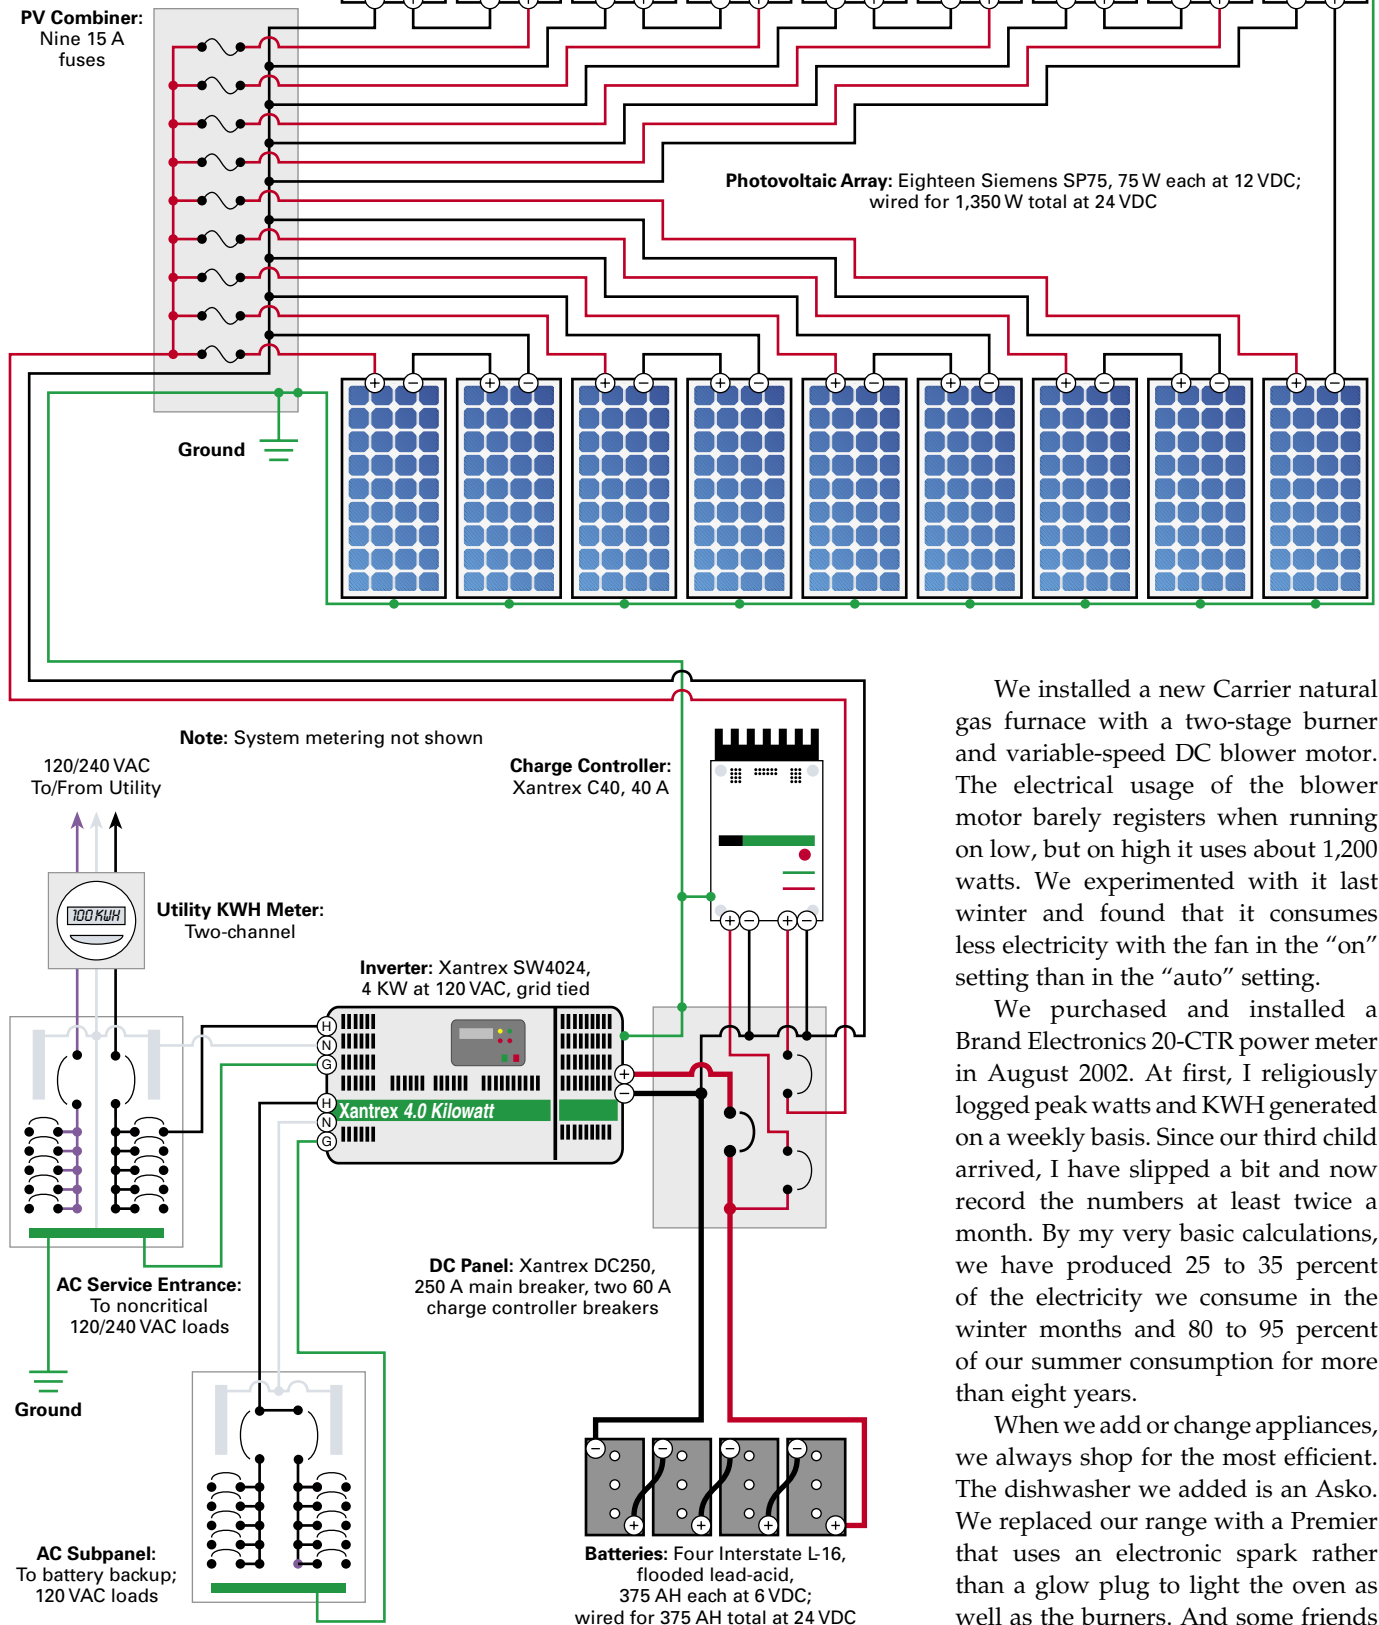 PV Combiner:
Nine 15 A
fuses
Photovoltaic Array: Eighteen Siemens SP75, 75 W each at 12 VDC;
wired for 1,350 W total at 24 VDC
+ − + − + − + − + − + − + − + − + −
Ground
Note: System metering not shown
120/240 VAC
To/From Utility
Charge Controller:
Xantrex C40, 40 A
100 KWH
Utility KWH Meter:
Two-channel
+ − + −
Inverter: Xantrex SW4024,
4 KW at 120 VAC, grid tied
H
N
G
H
N
G
+
−
Xantrex 4.0 Kilowatt
DC Panel: Xantrex DC250,
250 A main breaker, two 60 A
charge controller breakers
AC Service Entrance:
To noncritical
120/240 VAC loads
Ground
− − − −
+ + + +
AC Subpanel:
To battery backup;
120 VAC loads
Batteries: Four Interstate L-16,
flooded lead-acid,
375 AH each at 6 VDC;
wired for 375 AH total at 24 VDC
We installed a new Carrier natural
gas furnace with a two-stage burner
and variable-speed DC blower motor.
The electrical usage of the blower
motor barely registers when running
on low, but on high it uses about 1,200
watts. We experimented with it last
winter and found that it consumes
less electricity with the fan in the “on”
setting than in the “auto” setting.
We purchased and installed a
Brand Electronics 20-CTR power meter
in August 2002. At first, I religiously
logged peak watts and KWH generated
on a weekly basis. Since our third child
arrived, I have slipped a bit and now
record the numbers at least twice a
month. By my very basic calculations,
we have produced 25 to 35 percent
of the electricity we consume in the
winter months and 80 to 95 percent
of our summer consumption for more
than eight years.
When we add or change appliances,
we always shop for the most efficient.
The dishwasher we added is an Asko.
We replaced our range with a Premier
that uses an electronic spark rather
than a glow plug to light the oven as
well as the burners. And some friends